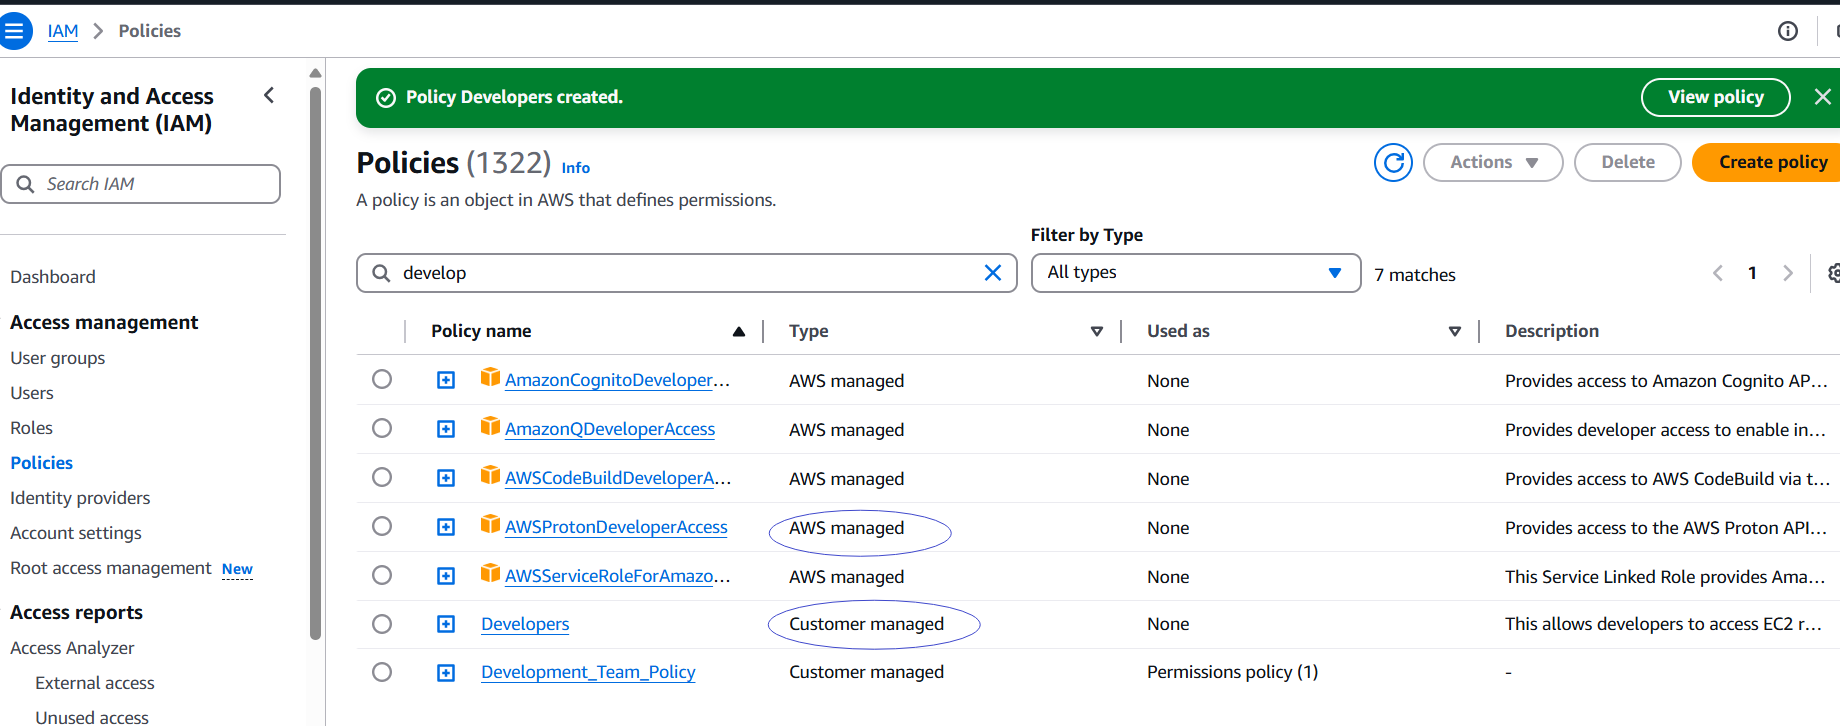 IAM > Policies
Identity and Access
Management (IAM)
Search IAM
Dashboard
Access management
User groups
Users
Roles
Policies
Identity providers
Account settings
Root access management New
Access reports
Access Analyzer
External access
Unused access
Policy Developers created.
View policy
Policies (1322) Info
Actions
Delete
Create policy
A policy is an object in AWS that defines permissions.
Filter by Type
develop
All types
7 matches
1
Policy name Type Used as Description
AmazonCognitoDeveloper... AWS managed None Provides access to Amazon Cognito AP...
AmazonQDeveloperAccess AWS managed None Provides developer access to enable in...
AWSCodeBuildDeveloperA... AWS managed None Provides access to AWS CodeBuild via t...
AWSProtonDeveloperAccess AWS managed None Provides access to the AWS Proton API...
AWSServiceRoleForAmazo... AWS managed None This Service Linked Role provides Ama...
Developers Customer managed None This allows developers to access EC2 r...
Development_Team_Policy Customer managed Permissions policy (1) -